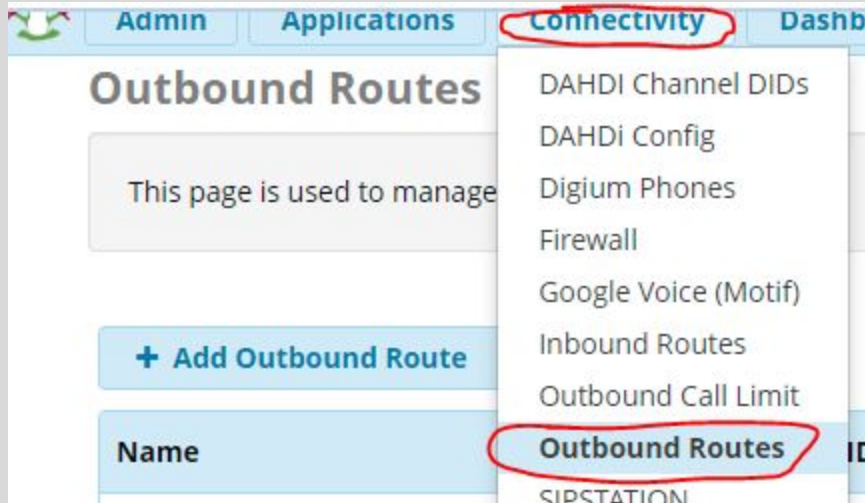 Admin Applications Connectivity Dashb
Outbound Routes
This page is used to manage
+ Add Outbound Route
Name
DAHDI Channel DIDs
DAHDi Config
Digium Phones
Firewall
Google Voice (Motif)
Inbound Routes
Outbound Call Limit
Outbound Routes
SIPSTATION